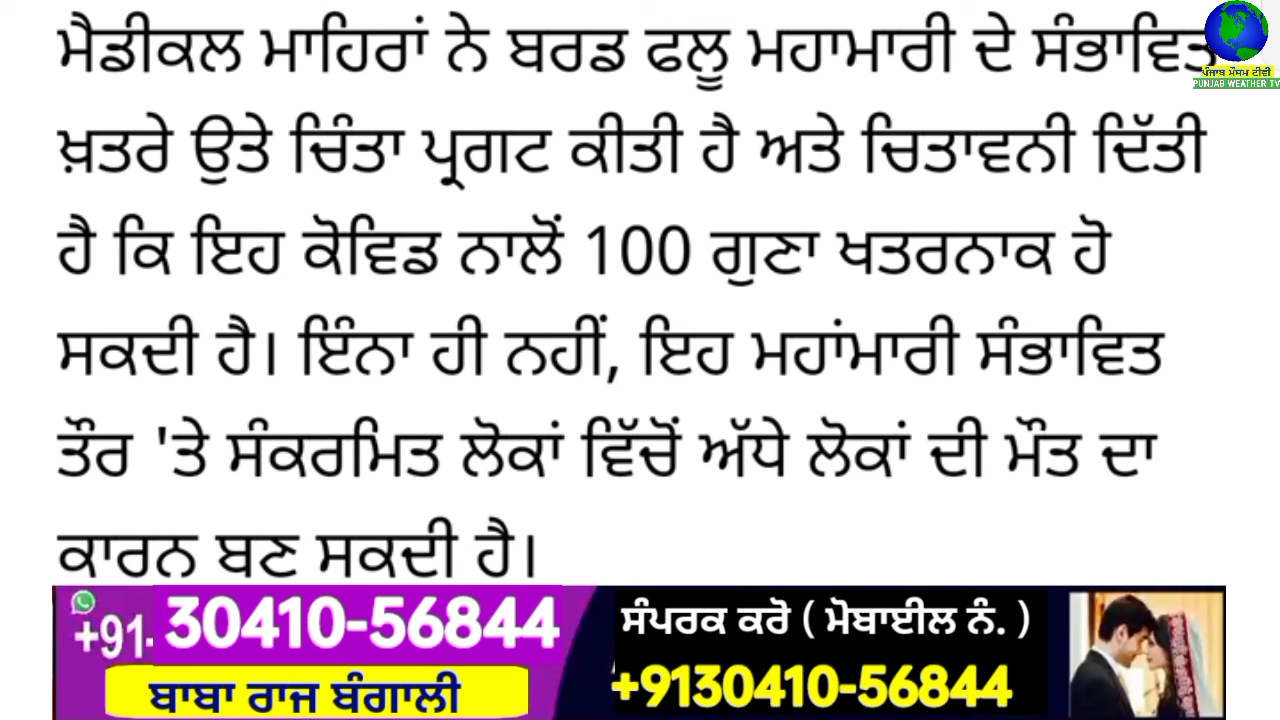 ਮੈਡੀਕਲ ਮਾਹਿਰਾਂ ਨੇ ਬਰਡ ਫਲੂ ਮਹਾਮਾਰੀ ਦੇ ਸੰਭਾਵਿਤ
ਖ਼ਤਰੇ ਉਤੇ ਚਿੰਤਾ ਪ੍ਰਗਟ ਕੀਤੀ ਹੈ ਅਤੇ ਚਿਤਾਵਨੀ ਦਿੱਤੀ
ਹੈ ਕਿ ਇਹ ਕੋਵਿਡ ਨਾਲੋਂ 100 ਗੁਣਾ ਖਤਰਨਾਕ ਹੋ
ਸਕਦੀ ਹੈ। ਇੰਨਾ ਹੀ ਨਹੀਂ, ਇਹ ਮਹਾਂਮਾਰੀ ਸੰਭਾਵਿਤ
ਤੌਰ 'ਤੇ ਸੰਕਰਮਿਤ ਲੋਕਾਂ ਵਿੱਚੋਂ ਅੱਧੇ ਲੋਕਾਂ ਦੀ ਮੌਤ ਦਾ
ਕਾਰਨ ਬਣ ਸਕਦੀ ਹੈ।
ਪੰਜਾਬ ਮੌਸਮ ਟੀਵੀ
PUNJAB WEATHER TV
+91. 30410-56844
ਬਾਬਾ ਰਾਜ ਬੰਗਾਲੀ
ਸੰਪਰਕ ਕਰੋ ( ਮੋਬਾਈਲ ਨੰ. )
+9130410-56844